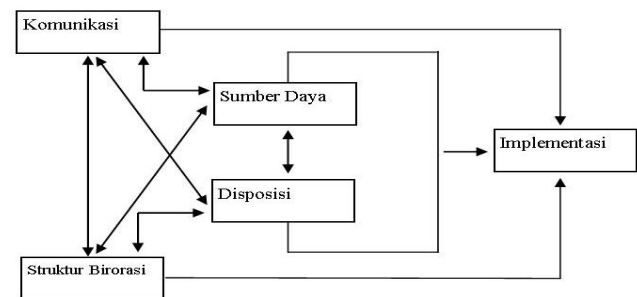 Komunikasi
Sumber Daya
Implementasi
Disposisi
Struktur Birorasi